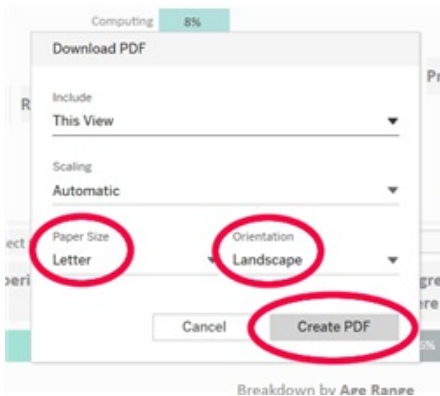 Computing 8%
Download PDF
Include
This View
Scaling
Automatic
Paper Size Orientation
Letter Landscape
Cancel Create PDF
Breakdown by Age Range